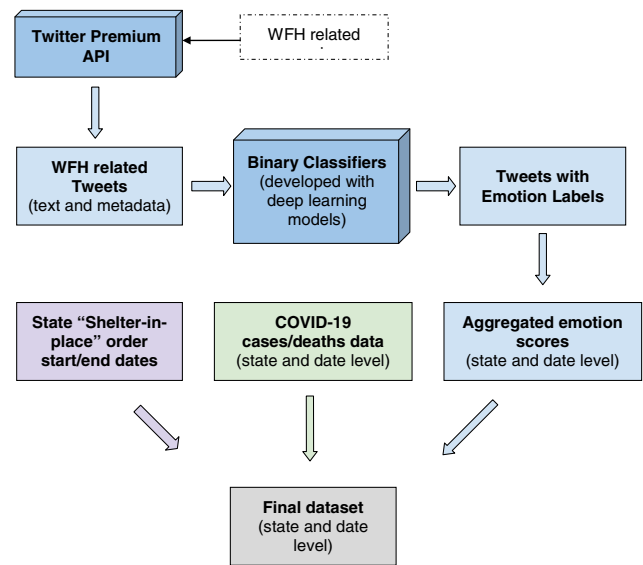 Twitter Premium
API
WFH related
.
WFH related
Tweets
(text and metadata)
Binary Classifiers
(developed with
deep learning
models)
Tweets with
Emotion Labels
State “Shelter-in-
place” order
start/end dates
COVID-19
cases/deaths data
(state and date level)
Aggregated emotion
scores
(state and date level)
Final dataset
(state and date
level)